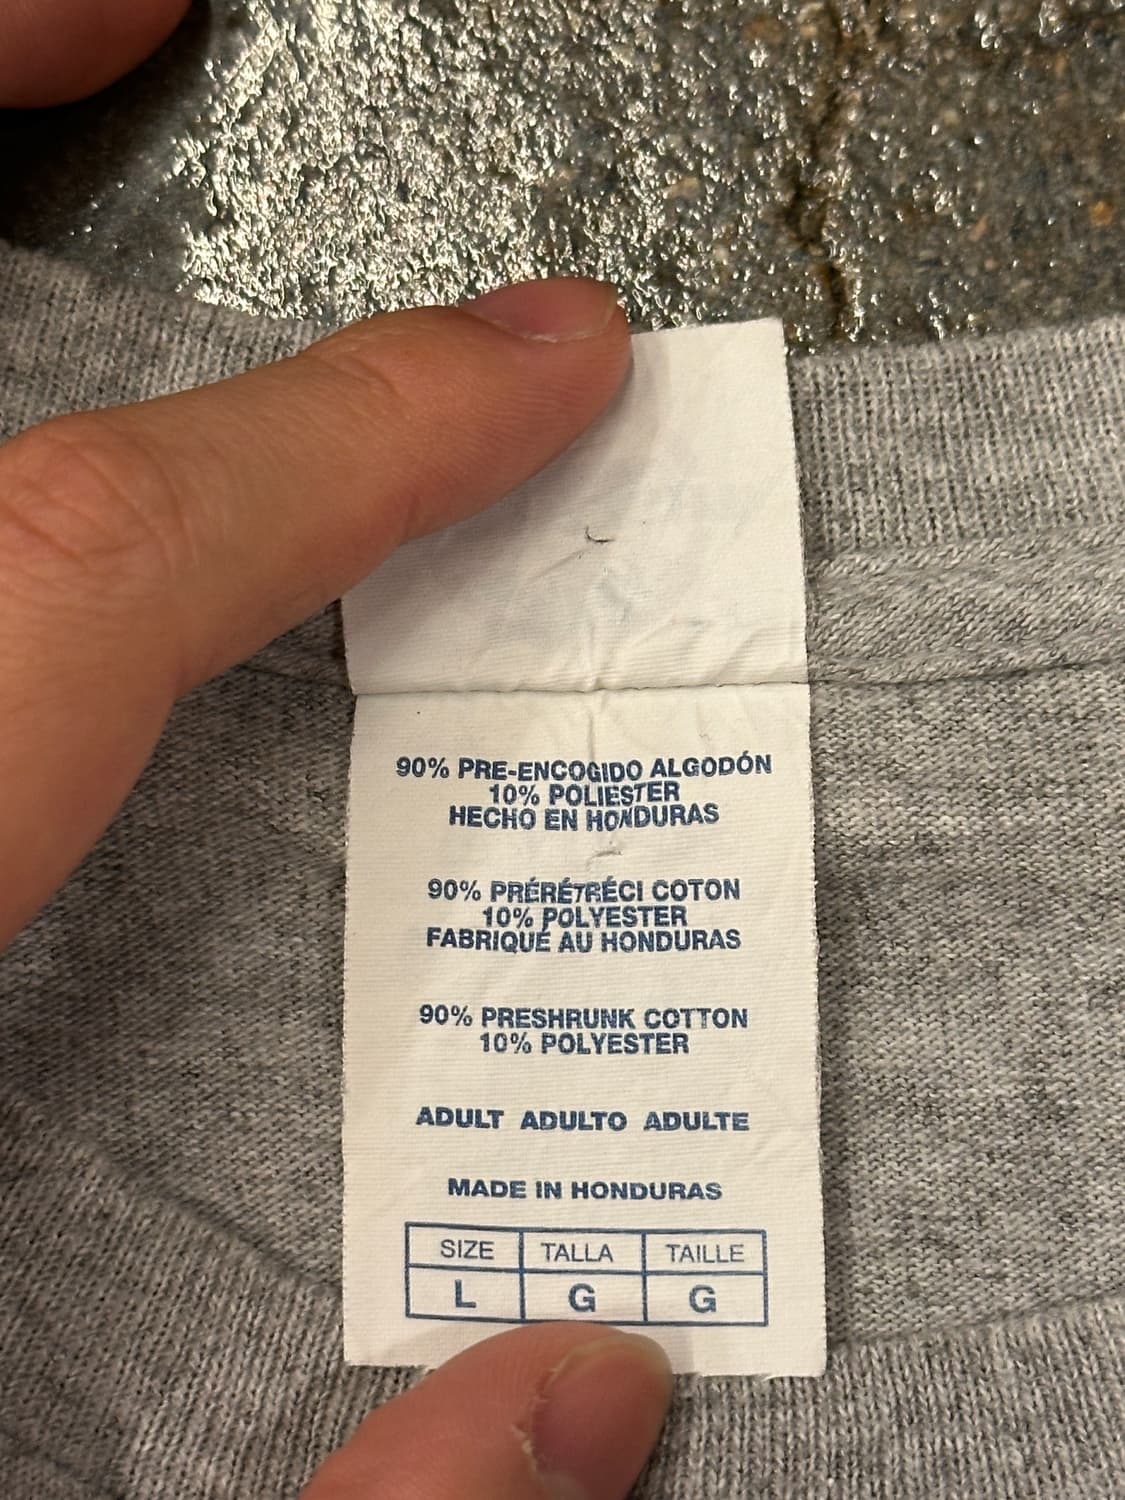 90% PRE-ENCOGIDO ALGODÓN
10% POLIESTER
HECHO EN HONDURAS
90% PRÉRÉTRÉCI COTON
10% POLYESTER
FABRIQUÉ AU HONDURAS
90% PRESHRUNK COTTON
10% POLYESTER
ADULT ADULTO ADULTE
MADE IN HONDURAS
SIZE TALLA TAILLE
L G G